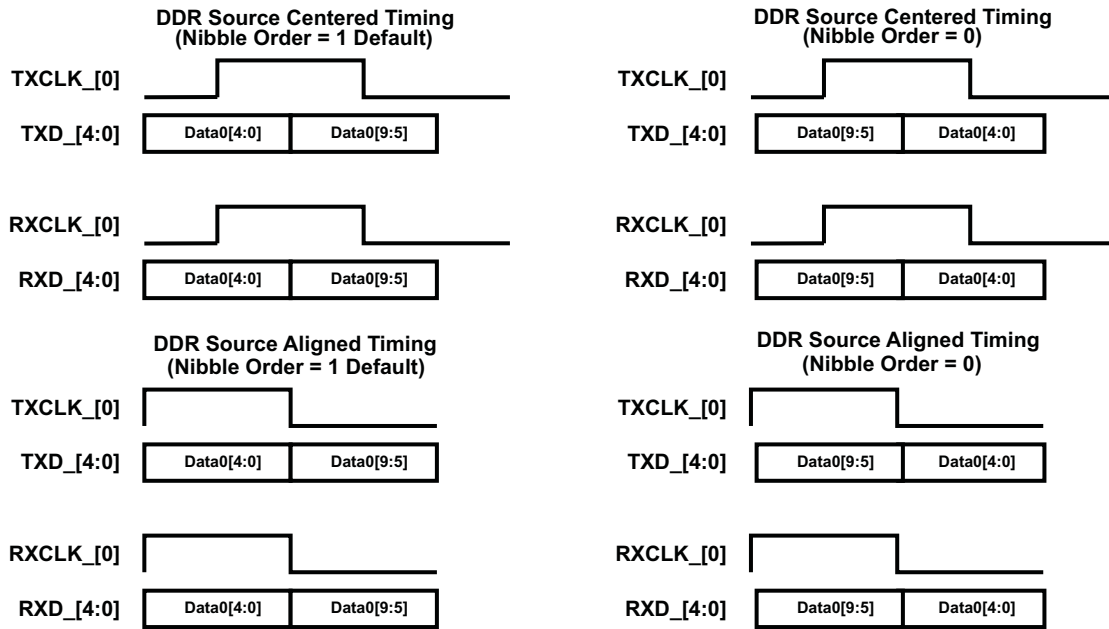 DDR Source Centered Timing
(Nibble Order = 1 Default)
TXCLK_[0]
TXD_[4:0] Data0[4:0] Data0[9:5]
RXCLK_[0]
RXD_[4:0] Data0[4:0] Data0[9:5]
DDR Source Centered Timing
(Nibble Order = 0)
TXCLK_[0]
TXD_[4:0] Data0[9:5] Data0[4:0]
RXCLK_[0]
RXD_[4:0] Data0[9:5] Data0[4:0]
DDR Source Aligned Timing
(Nibble Order = 1 Default)
TXCLK_[0]
TXD_[4:0] Data0[4:0] Data0[9:5]
RXCLK_[0]
RXD_[4:0] Data0[4:0] Data0[9:5]
DDR Source Aligned Timing
(Nibble Order = 0)
TXCLK_[0]
TXD_[4:0] Data0[9:5] Data0[4:0]
RXCLK_[0]
RXD_[4:0] Data0[9:5] Data0[4:0]